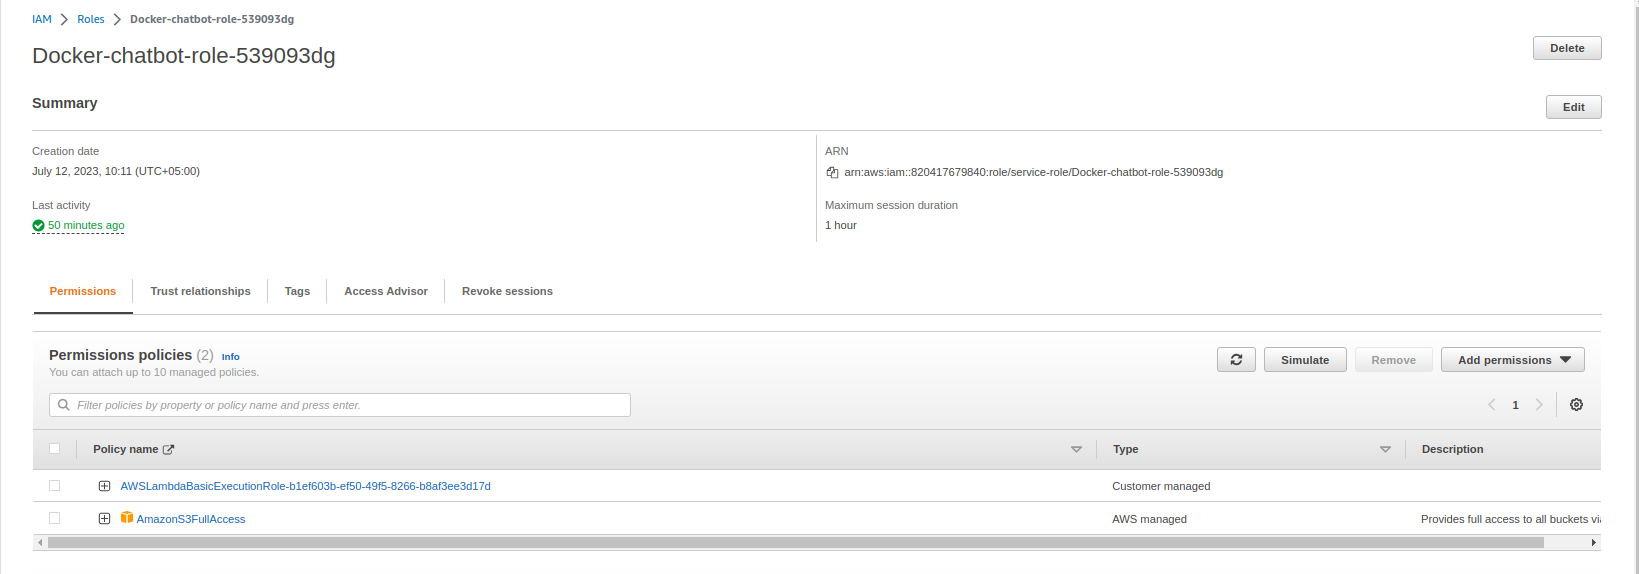 IAM > Roles > Docker-chatbot-role-539093dg
Docker-chatbot-role-539093dg
Delete
Summary
Edit
Creation date
July 12, 2023, 10:11 (UTC+05:00)
ARN
arn:aws:iam::820417679840:role/service-role/Docker-chatbot-role-539093dg
Last activity
50 minutes ago
Maximum session duration
1 hour
Permissions
Trust relationships
Tags
Access Advisor
Revoke sessions
Permissions policies (2) Info
You can attach up to 10 managed policies.
Simulate
Remove
Add permissions
Filter policies by property or policy name and press enter.
1
Policy name
Type
Description
AWSLambdaBasicExecutionRole-b1ef603b-ef50-49f5-8266-b8af3ee3d17d
Customer managed
AmazonS3FullAccess
AWS managed
Provides full access to all buckets